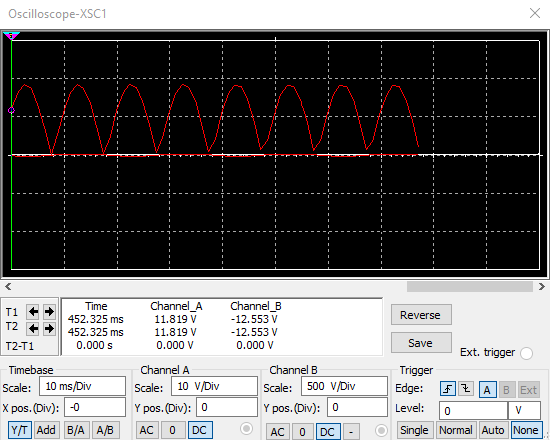 Oscilloscope-XSC1
T1
T2
T2-T1
Time Channel_A Channel_B
452.325 ms 11.819 V -12.553 V
452.325 ms 11.819 V -12.553 V
0.000 s 0.000 V 0.000 V
Reverse
Save
Ext. trigger
Timebase
Scale: 10 ms/Div
X pos.(Div): -0
Y/T Add B/A A/B
Channel A
Scale: 10 V/Div
Y pos.(Div): 0
AC 0 DC
Channel B
Scale: 500 V/Div
Y pos.(Div): 0
AC 0 DC -
Trigger
Edge: A B Ext
Level: 0 V
Single Normal Auto None